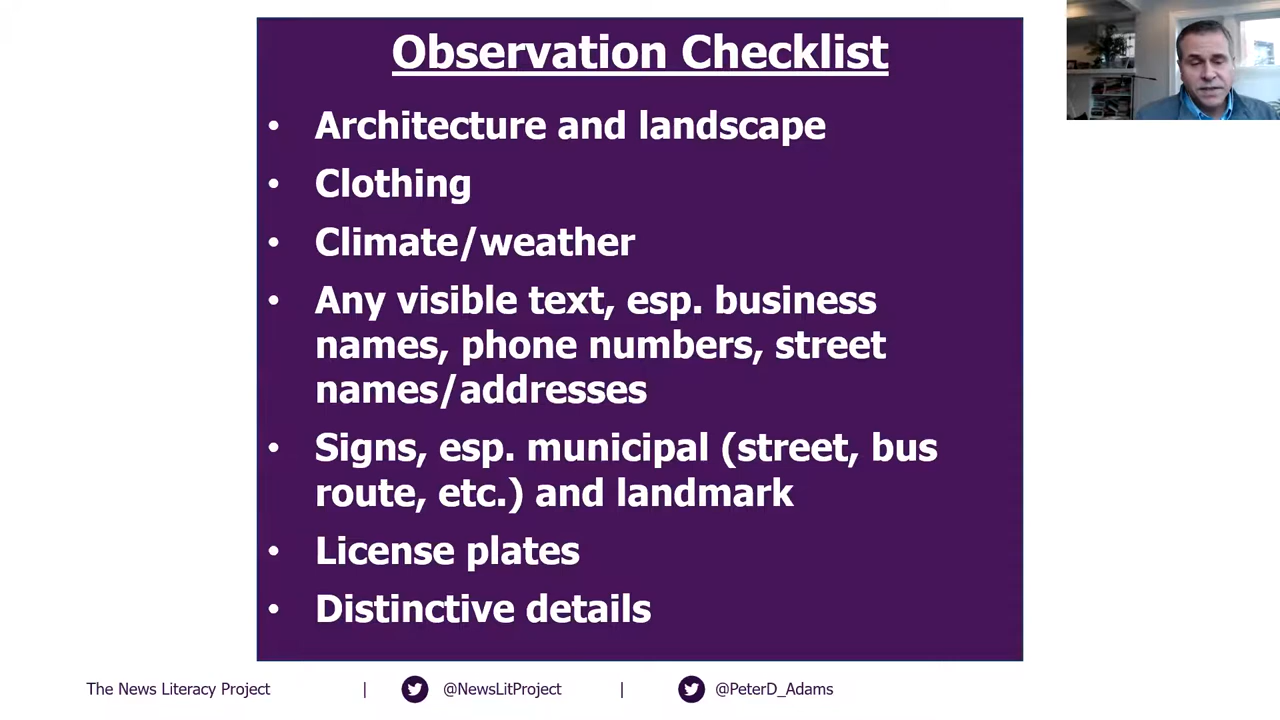 Observation Checklist
• Architecture and landscape
• Clothing
• Climate/weather
• Any visible text, esp. business
names, phone numbers, street
names/addresses
• Signs, esp. municipal (street, bus
route, etc.) and landmark
• License plates
• Distinctive details
The News Literacy Project | @NewsLitProject | @PeterD_Adams